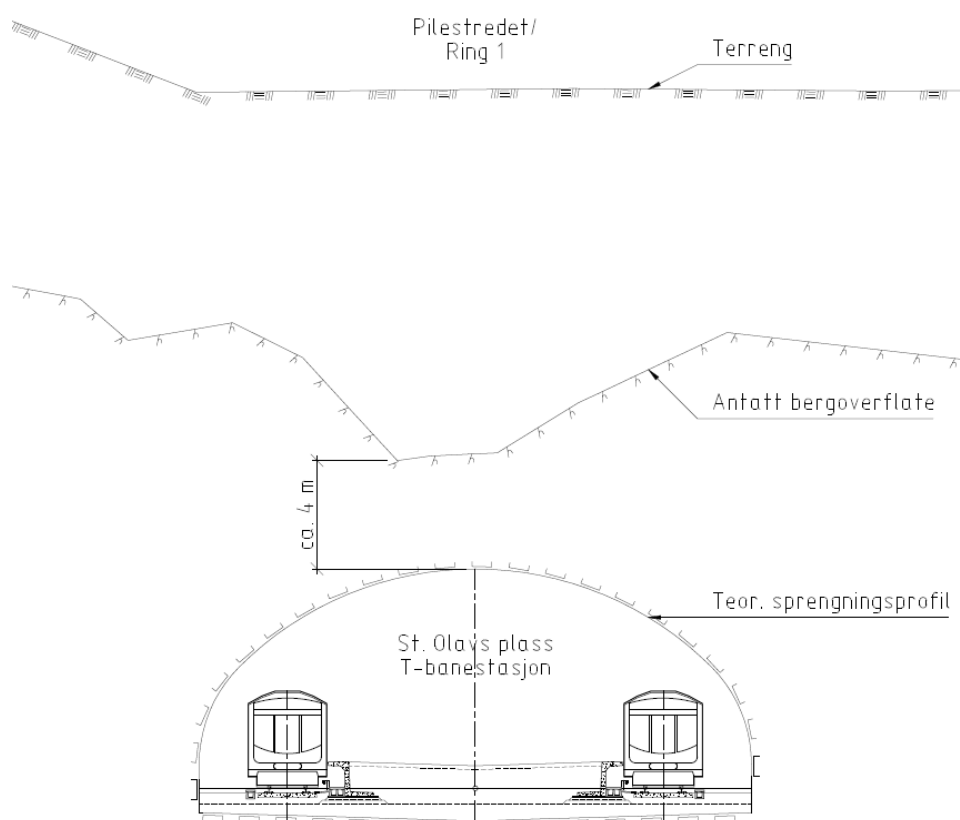 Pilestredet/
Ring 1
Terreng
Antatt bergoverflate
ca. 4 m
Teor. sprengningsprofil
St. Olavs plass
T-banestasjon